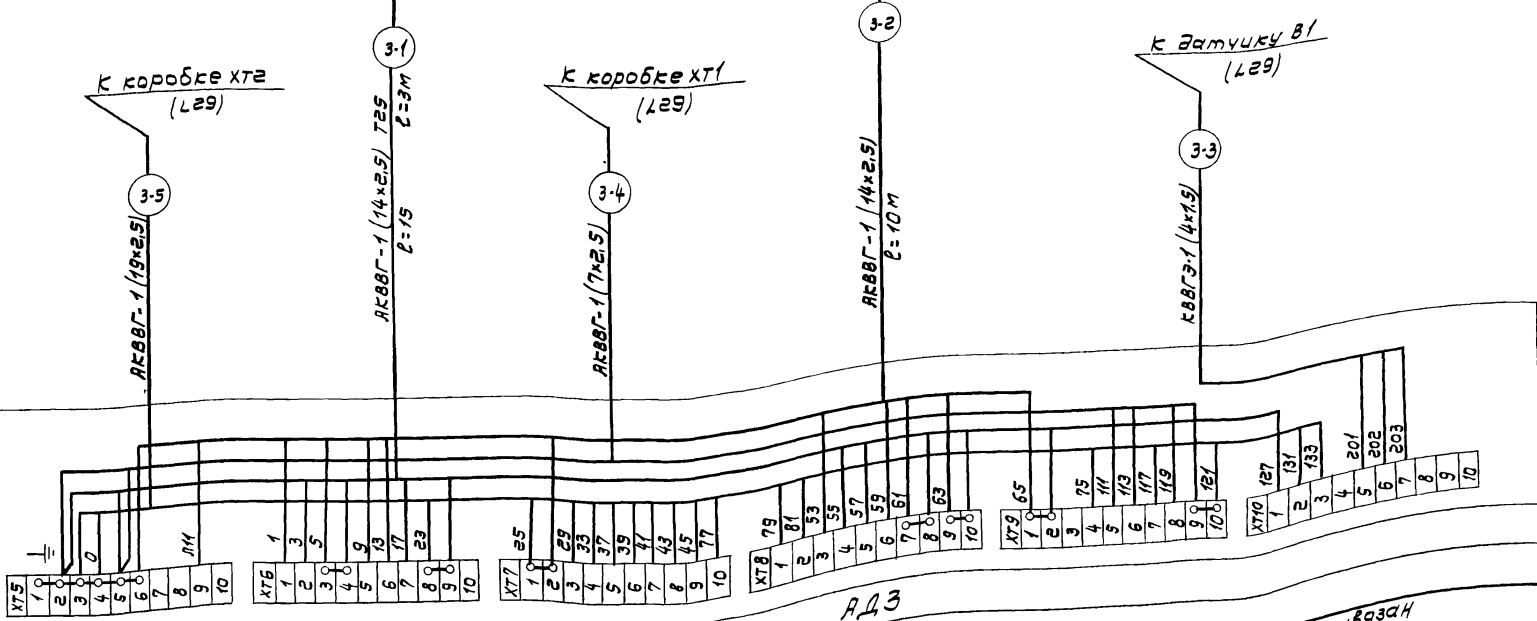 К коробке ХТ2
(L29)
3-5
АКВВГ-1 (19×2,5)
3-1
АКВВГ-1 (14×2,5) Т25
ℓ=15 ℓ=3м
К коробке ХТ1
(L29)
3-4
АКВВГ-1 (7×2,5)
3-2
АКВВГ-1 (14×2,5)
ℓ=10м
К датчику В1
(L29)
3-3
КВВГЭ-1 (4×1,5)
0 Л11
1 3 5 9 13 17 23
25 29 33 37 39 41 43 45 77
79 81 53 55 57 59 61 63
65 75 111 113 117 119 121
127 131 133 201 202 203
ХТ5 1 2 3 4 5 6 7 8 9 10
ХТ6 1 2 3 4 5 6 7 8 9 10
ХТ7 1 2 3 4 5 6 7 8 9 10
ХТ8 1 2 3 4 5 6 7 8 9 10
ХТ9 1 2 3 4 5 6 7 8 9 10
ХТ10 1 2 3 4 5 6 7 8 9 10
АД3